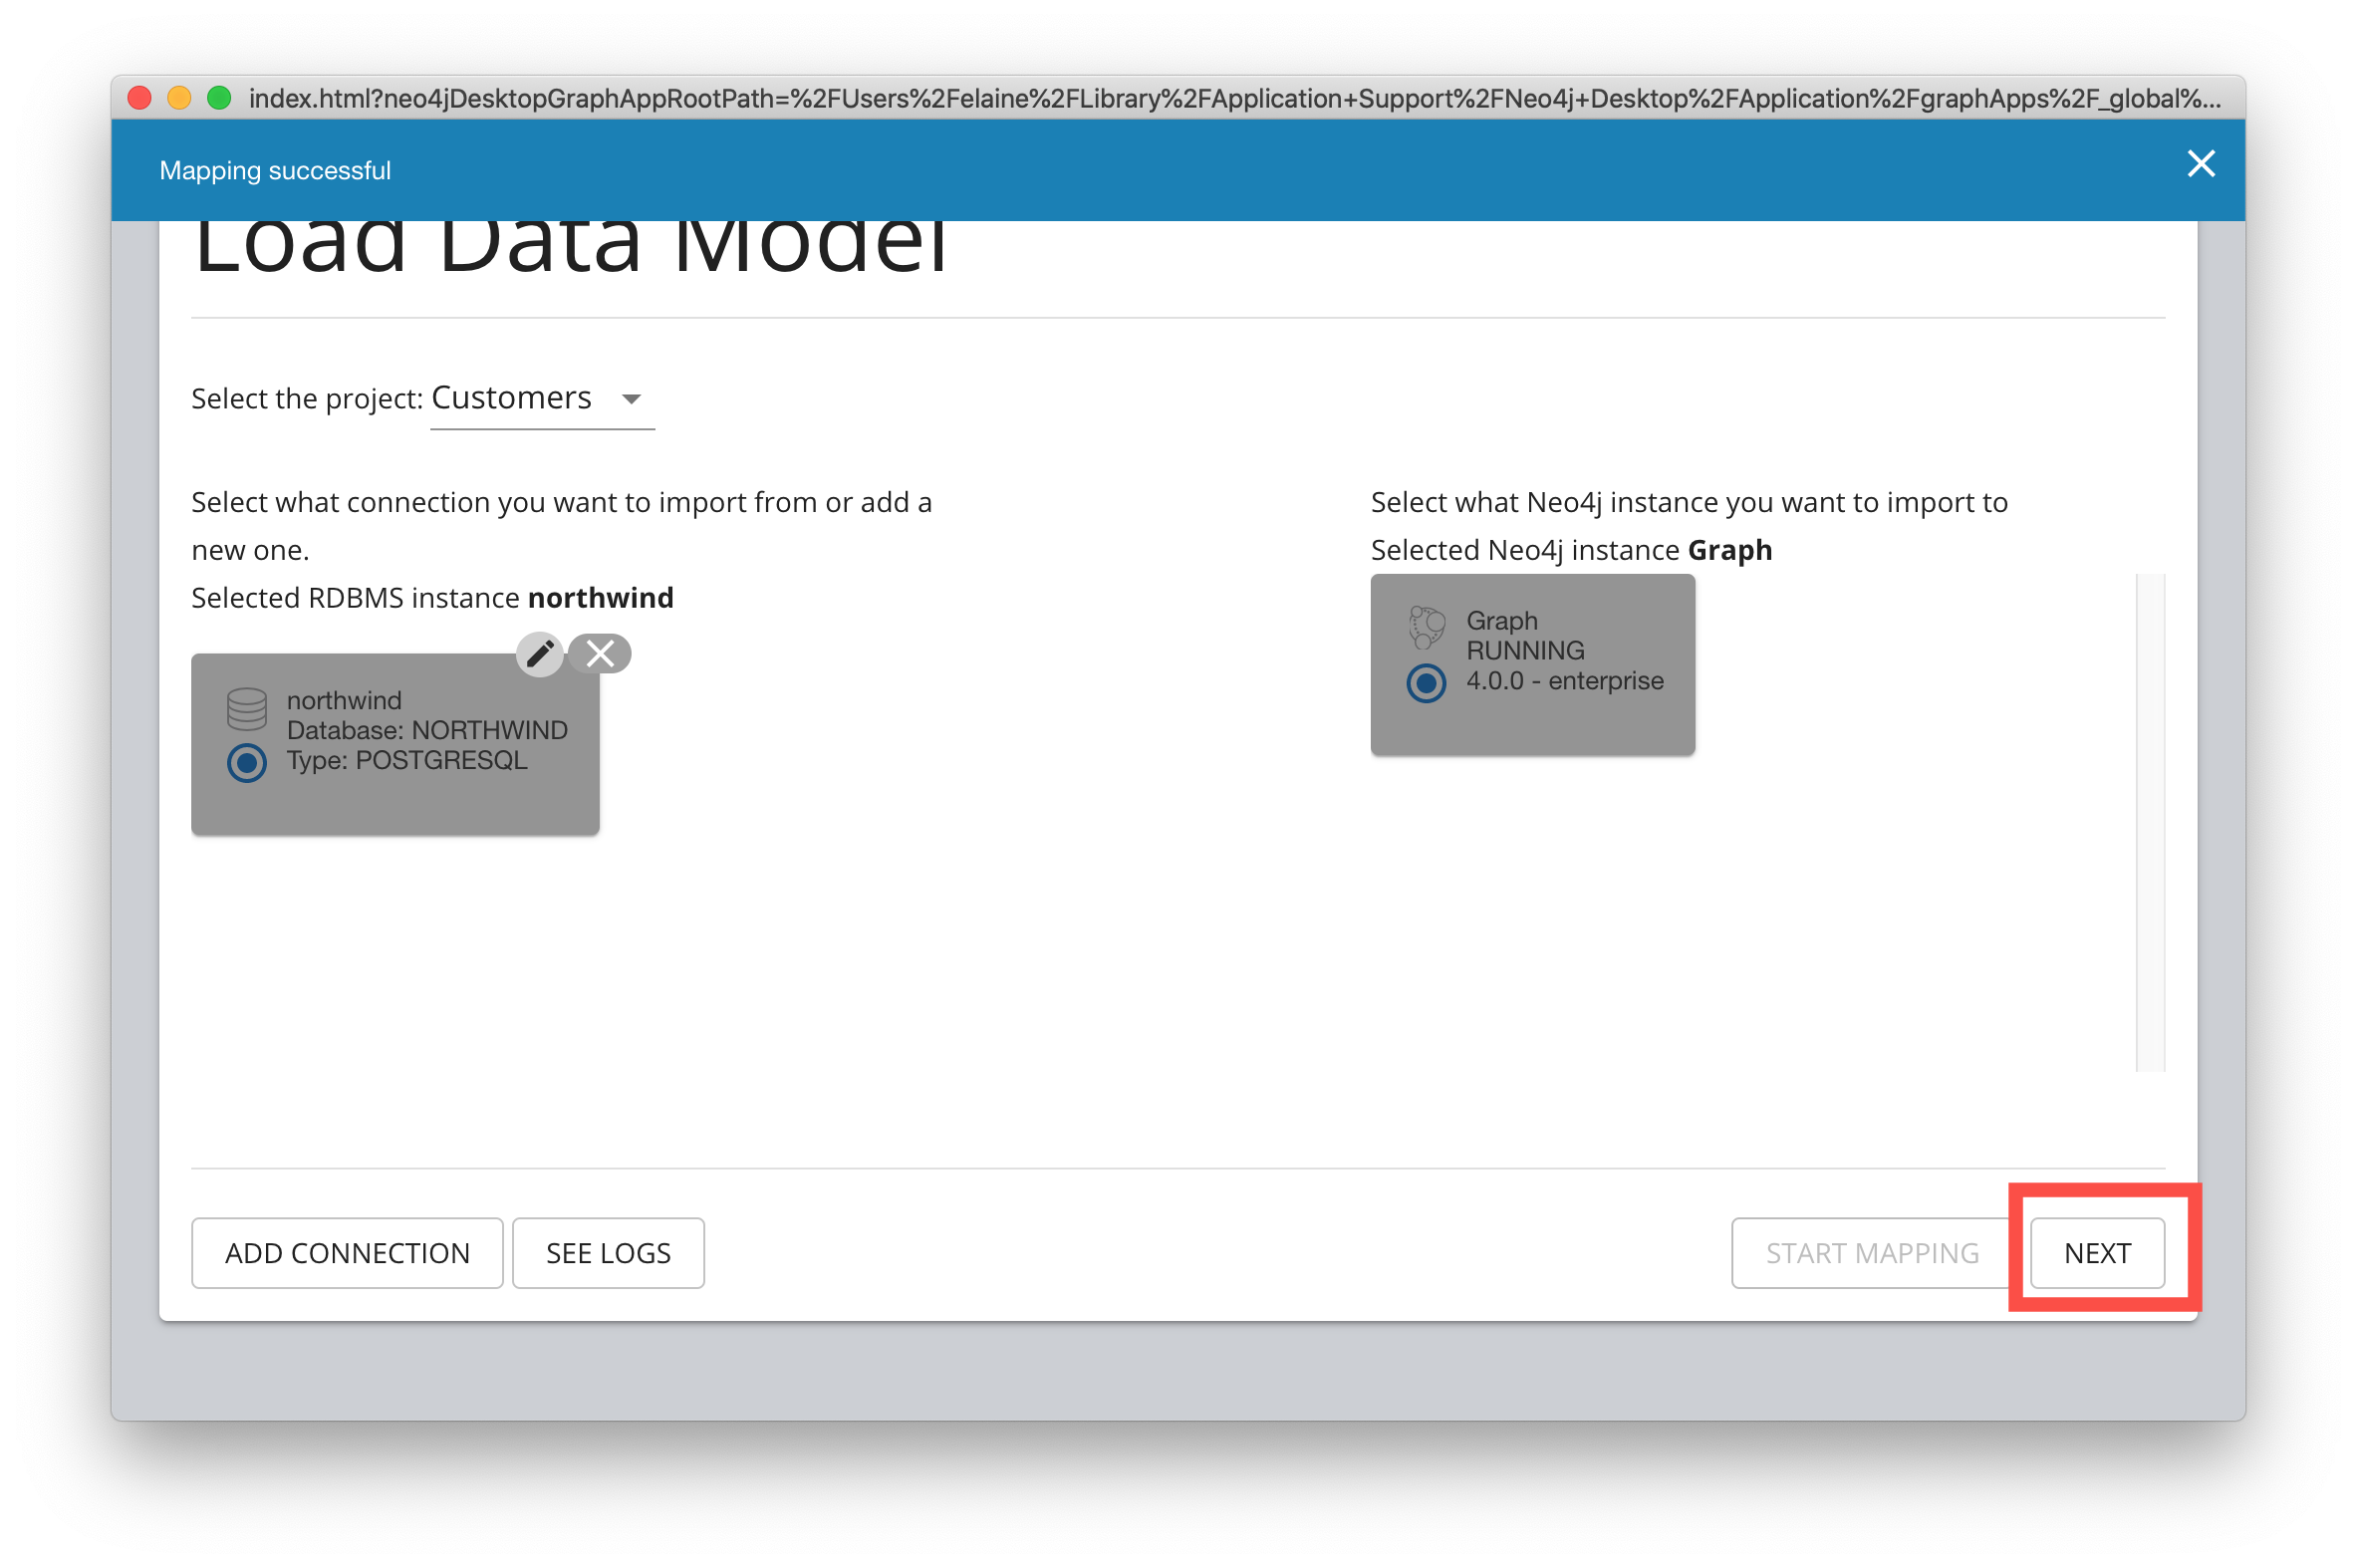 index.html?neo4jDesktopGraphAppRootPath=%2FUsers%2Felaine%2FLibrary%2FApplication+Support%2FNeo4j+Desktop%2FApplication%2FgraphApps%2F_global%...
Mapping successful
Load Data Model
Select the project: Customers
Select what connection you want to import from or add a
new one.
Selected RDBMS instance northwind
northwind
Database: NORTHWIND
Type: POSTGRESQL
Select what Neo4j instance you want to import to
Selected Neo4j instance Graph
Graph
RUNNING
4.0.0 - enterprise
ADD CONNECTION
SEE LOGS
START MAPPING
NEXT